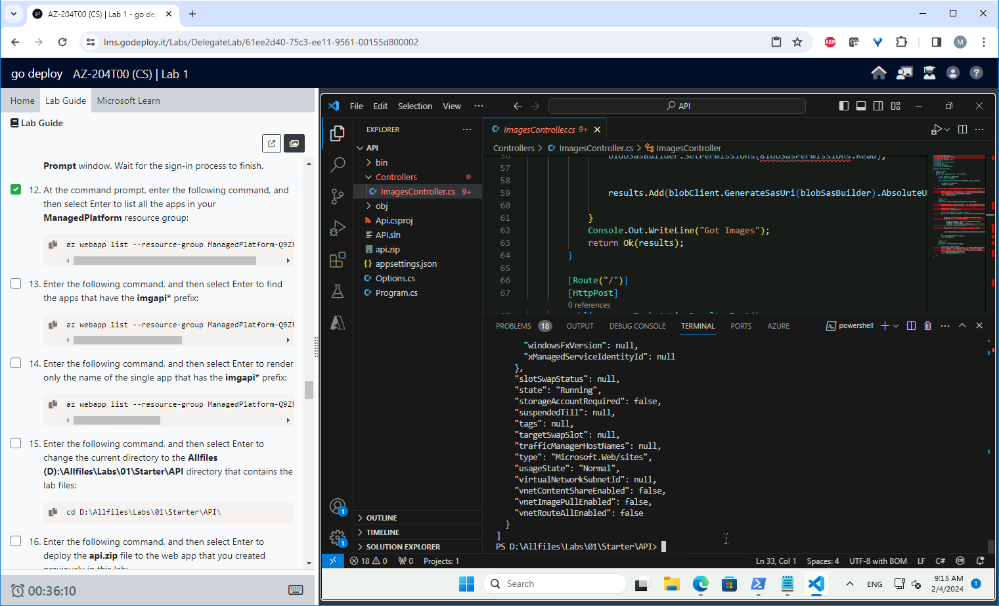 AZ-204T00 (CS) | Lab 1 - go dep
lms.godeploy.it/Labs/DelegateLab/61ee2d40-75c3-ee11-9561-00155d800002
ABP
M
go deploy AZ-204T00 (CS) | Lab 1
Home Lab Guide Microsoft Learn
Lab Guide
Prompt window. Wait for the sign-in process to finish.
12. At the command prompt, enter the following command, and
then select Enter to list all the apps in your
ManagedPlatform resource group:
az webapp list --resource-group ManagedPlatform-Q9Z
13. Enter the following command, and then select Enter to find
the apps that have the imgapi* prefix:
az webapp list --resource-group ManagedPlatform-Q9Z
14. Enter the following command, and then select Enter to render
only the name of the single app that has the imgapi* prefix:
az webapp list --resource-group ManagedPlatform-Q9Z
15. Enter the following command, and then select Enter to
change the current directory to the Allfiles
(D):\Allfiles\Labs\01\Starter\API directory that contains the
lab files:
cd D:\Allfiles\Labs\01\Starter\API\
16. Enter the following command, and then select Enter to
deploy the api.zip file to the web app that you created
previously in this lab:
00:36:10
File Edit Selection View ···
API
EXPLORER ···
API
bin
Controllers
ImagesController.cs 9+
obj
Api.csproj
API.sln
api.zip
appsettings.json
Options.cs
Program.cs
OUTLINE
TIMELINE
SOLUTION EXPLORER
1
1
ImagesController.cs 9+
Controllers > ImagesController.cs > ImagesController
56 blobSasBuilder.SetPermissions(BlobSasPermissions.Read);
57
58
59 results.Add(blobClient.GenerateSasUri(blobSasBuilder).AbsoluteU
60
61 }
62 Console.Out.WriteLine("Got Images");
63 return Ok(results);
64 }
65
66 [Route("/")]
67 [HttpPost]
0 references
PROBLEMS 18 OUTPUT DEBUG CONSOLE TERMINAL PORTS AZURE powershell
"windowsFxVersion": null,
"xManagedServiceIdentityId": null
},
"slotSwapStatus": null,
"state": "Running",
"storageAccountRequired": false,
"suspendedTill": null,
"tags": null,
"targetSwapSlot": null,
"trafficManagerHostNames": null,
"type": "Microsoft.Web/sites",
"usageState": "Normal",
"virtualNetworkSubnetId": null,
"vnetContentShareEnabled": false,
"vnetImagePullEnabled": false,
"vnetRouteAllEnabled": false
}
]
PS D:\Allfiles\Labs\01\Starter\API>
18 0 0 Projects: 1 Ln 33, Col 1 Spaces: 4 UTF-8 with BOM LF C#
Search
ENG
9:15 AM
2/4/2024
1